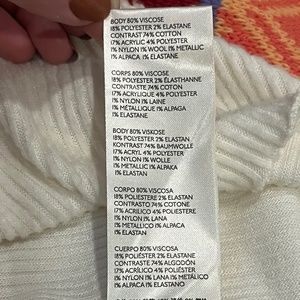 BODY 80% VISCOSE
18% POLYESTER 2% ELASTANE
CONTRAST 74% COTTON
17% ACRYLIC 4% POLYESTER
1% NYLON 1% WOOL 1% METALLIC
1% ALPACA 1% ELASTANE
CORPS 80% VISCOSE
18% POLYESTER 2% ÉLASTHANNE
CONTRASTE 74% COTON
17% ACRYLIQUE 4% POLYESTER
1% NYLON 1% LAINE
1% MÉTALLIQUE 1% ALPAGA
1% ELASTANT
BODY 80% VISKOSE
18% POLYESTER 2% ELASTAN
KONTRAST 74% BAUMWOLLE
17% ACRYL 4% POLYESTER
1% NYLON 1% WOLLE
1% METALLIC 1% ALPAKA
1% ELASTAN
CORPO 80% VISCOSA
18% POLIESTERE 2% ELASTAN
CONTRASTO 74% COTONE
17% ACRILICO 4% POLIESTERE
1% NYLON 1% LANA
1% METALLICO 1% ALPACA
1% ELASTAN
CUERPO 80% VISCOSA
18% POLIÉSTER 2% ELASTANO
CONTRASTE 74% ALGODÓN
17% ACRÍLICO 4% POLIÉSTER
1% NYLON 1% LANA 1% METÁLICO
1% ALPACA 1% ELASTANO